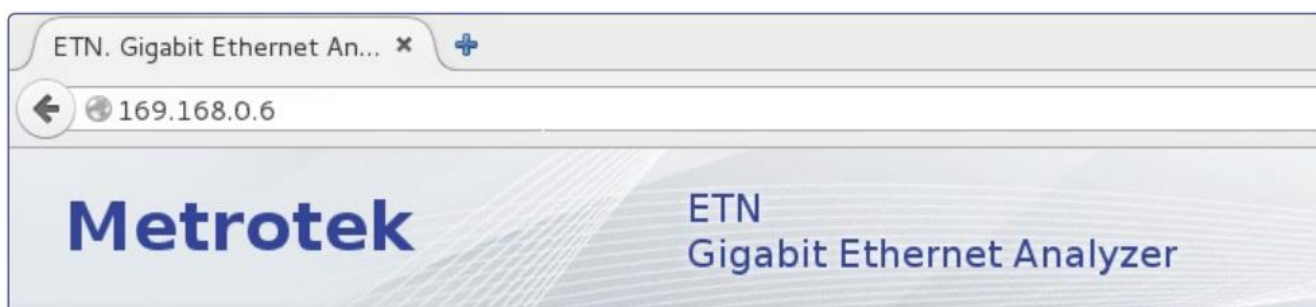 ETN. Gigabit Ethernet An...
169.168.0.6
Metrotek
ETN
Gigabit Ethernet Analyzer